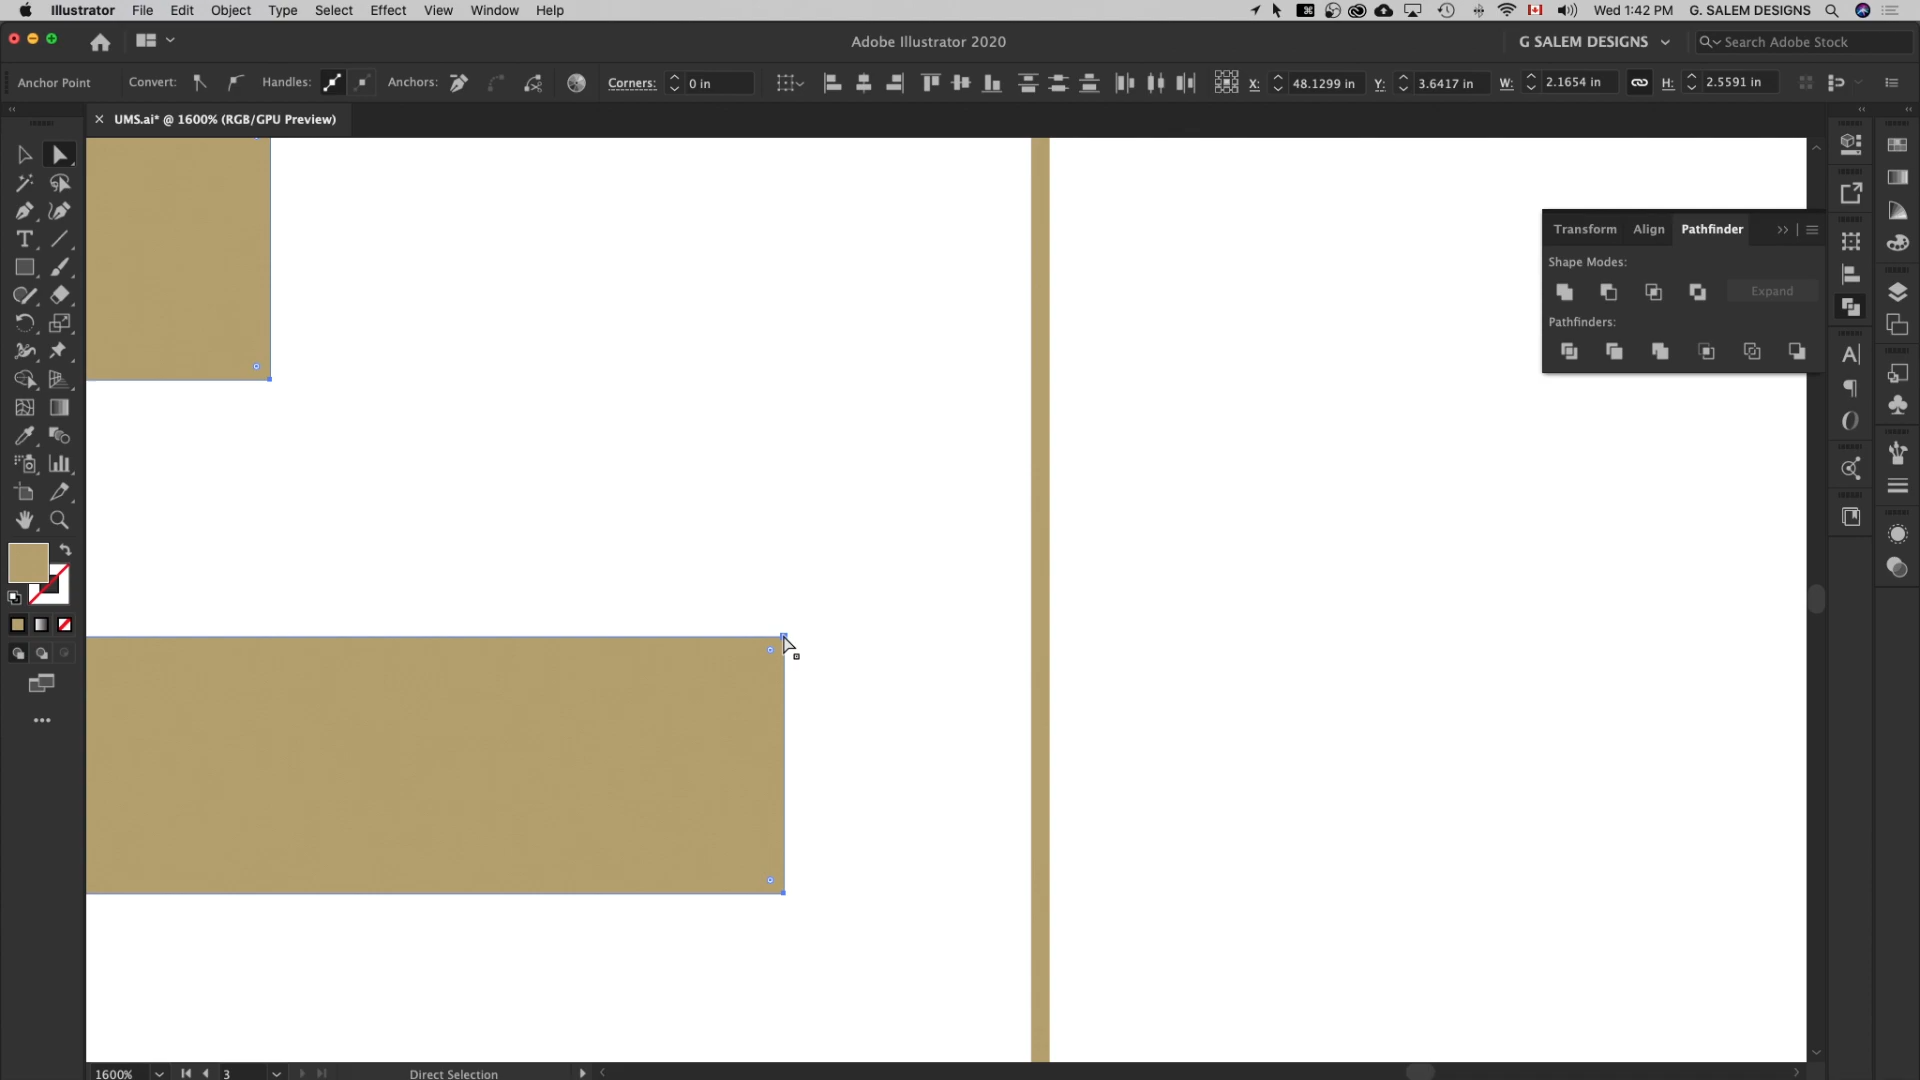 Illustrator File Edit Object Type Select Effect View Window Help
Wed 1:42 PM G. SALEM DESIGNS
Adobe Illustrator 2020
G SALEM DESIGNS
Search Adobe Stock
Anchor Point Convert: Handles: Anchors: Corners: 0 in X: 48.1299 in Y: 3.6417 in W: 2.1654 in H: 2.5591 in
UMS.ai* @ 1600% (RGB/GPU Preview)
Transform Align Pathfinder
Shape Modes:
Expand
Pathfinders:
1600% 3 Direct Selection